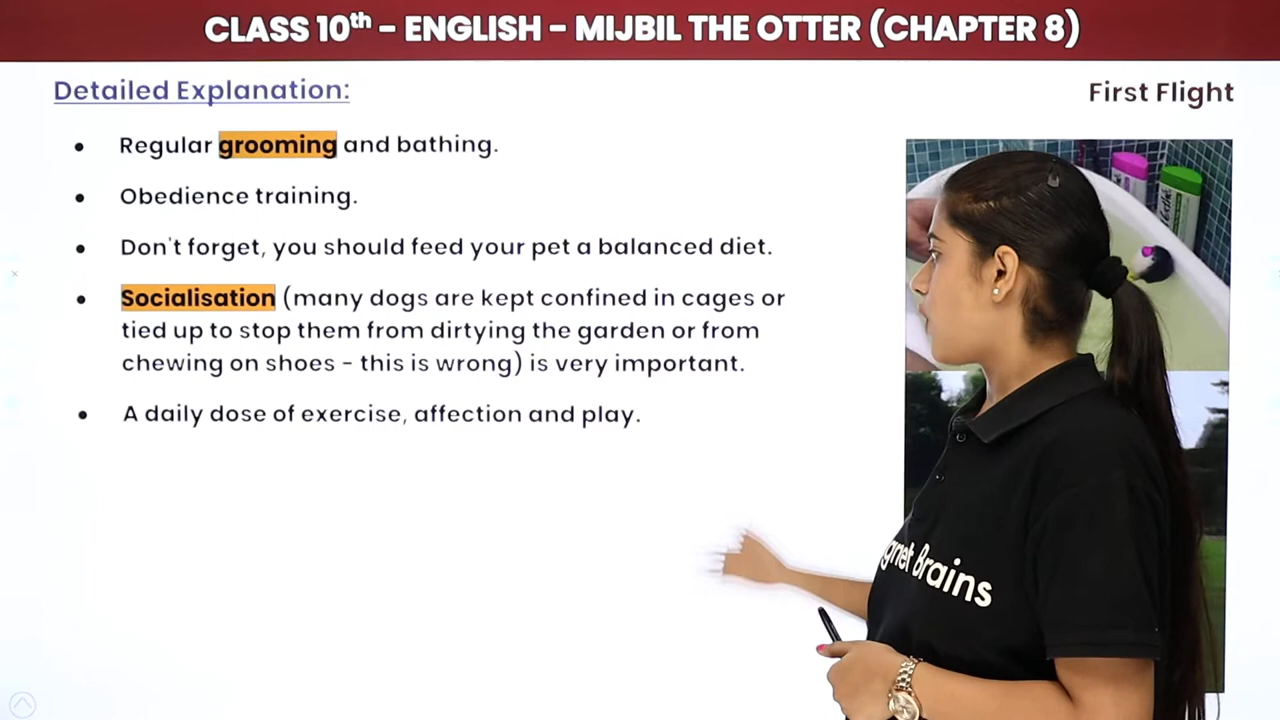 CLASS 10th - ENGLISH - MIJBIL THE OTTER (CHAPTER 8)
Detailed Explanation:
First Flight
• Regular grooming and bathing.
• Obedience training.
• Don't forget, you should feed your pet a balanced diet.
• Socialisation (many dogs are kept confined in cages or
tied up to stop them from dirtying the garden or from
chewing on shoes - this is wrong) is very important.
• A daily dose of exercise, affection and play.
gnet Brains